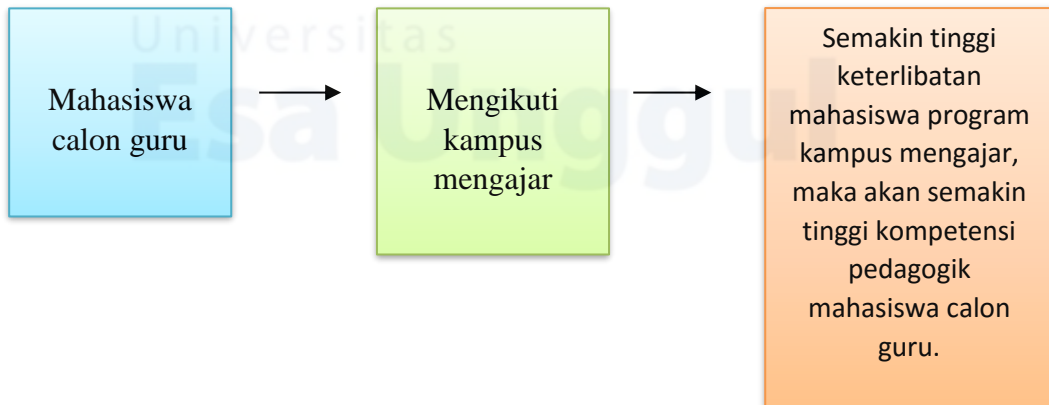 Universitas
Esa Unggul
Mahasiswa
calon guru
Mengikuti
kampus
mengajar
Semakin tinggi
keterlibatan
mahasiswa program
kampus mengajar,
maka akan semakin
tinggi kompetensi
pedagogik
mahasiswa calon
guru.